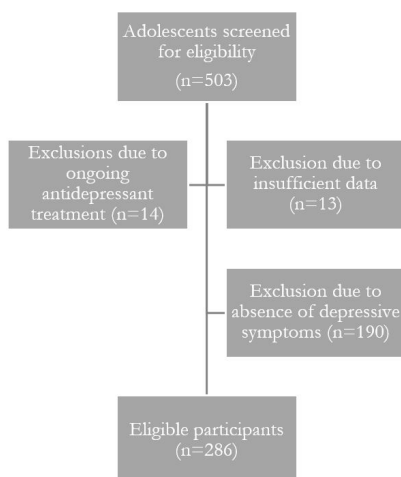 Adolescents screened
for eligibility
(n=503)
Exclusions due to
ongoing
antidepressant
treatment (n=14)
Exclusion due to
insufficient data
(n=13)
Exclusion due to
absence of depressive
symptoms (n=190)
Eligible participants
(n=286)